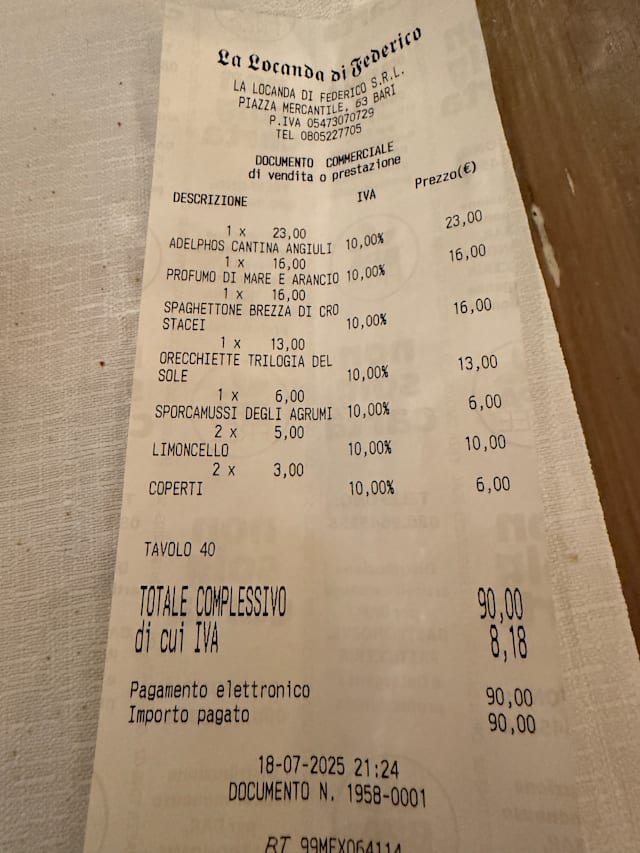 La Locanda di Federico
LA LOCANDA DI FEDERICO S.R.L.
PIAZZA MERCANTILE, 63 BARI
P.IVA 05473070729
TEL 0805227705
DOCUMENTO COMMERCIALE
di vendita o prestazione
DESCRIZIONE IVA Prezzo(€)
1 x 23,00
ADELPHOS CANTINA ANGIULI 10,00% 23,00
1 x 16,00
PROFUMO DI MARE E ARANCIO 10,00% 16,00
1 x 16,00
SPAGHETTONE BREZZA DI CRO
STACEI 10,00% 16,00
1 x 13,00
ORECCHIETTE TRILOGIA DEL
SOLE 10,00% 13,00
1 x 6,00
SPORCAMUSSI DEGLI AGRUMI 10,00% 6,00
2 x 5,00
LIMONCELLO 10,00% 10,00
2 x 3,00
COPERTI 10,00% 6,00
TAVOLO 40
TOTALE COMPLESSIVO 90,00
di cui IVA 8,18
Pagamento elettronico 90,00
Importo pagato 90,00
18-07-2025 21:24
DOCUMENTO N. 1958-0001
RT 99MEX064114